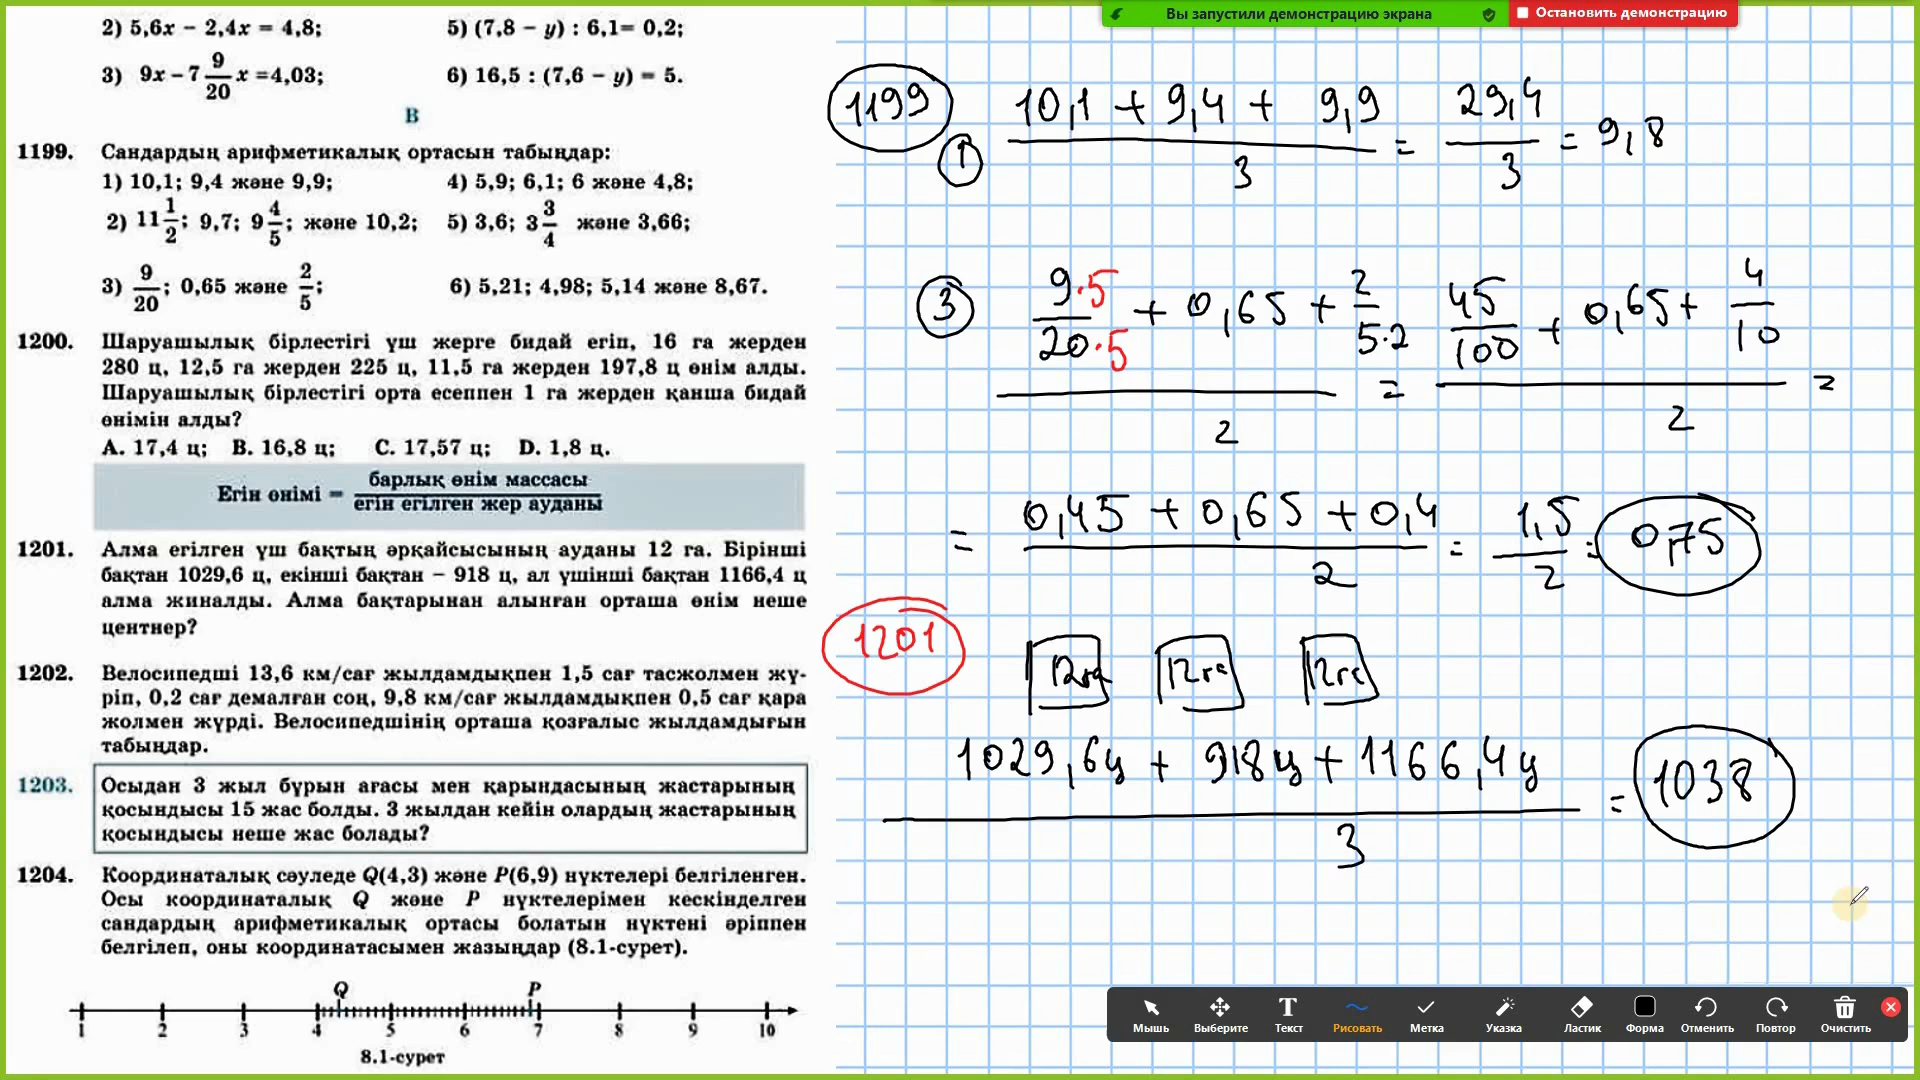 Вы запустили демонстрацию экрана
Остановить демонстрацию
2) 5,6x − 2,4x = 4,8;
5) (7,8 − y) : 6,1= 0,2;
3) 9x − 7 9/20 x =4,03;
6) 16,5 : (7,6 − y) = 5.
В
1199. Сандардың арифметикалық ортасын табыңдар:
1) 10,1; 9,4 және 9,9;
4) 5,9; 6,1; 6 және 4,8;
2) 11 1/2; 9,7; 9 4/5; және 10,2;
5) 3,6; 3 3/4 және 3,66;
3) 9/20; 0,65 және 2/5;
6) 5,21; 4,98; 5,14 және 8,67.
1200. Шаруашылық бірлестігі үш жерге бидай егіп, 16 га жерден
280 ц, 12,5 га жерден 225 ц, 11,5 га жерден 197,8 ц өнім алды.
Шаруашылық бірлестігі орта есеппен 1 га жерден қанша бидай
өнімін алды?
А. 17,4 ц; В. 16,8 ц; С. 17,57 ц; D. 1,8 ц.
Егін өнімі = барлық өнім массасы / егін егілген жер ауданы
1201. Алма егілген үш бақтың әрқайсысының ауданы 12 га. Бірінші
бақтан 1029,6 ц, екінші бақтан − 918 ц, ал үшінші бақтан 1166,4 ц
алма жиналды. Алма бақтарынан алынған орташа өнім неше
центнер?
1202. Велосипедші 13,6 км/сағ жылдамдықпен 1,5 сағ тасжолмен жү-
ріп, 0,2 сағ демалған соң, 9,8 км/сағ жылдамдықпен 0,5 сағ қара
жолмен жүрді. Велосипедшінің орташа қозғалыс жылдамдығын
табыңдар.
1203. Осыдан 3 жыл бұрын ағасы мен қарындасының жастарының
қосындысы 15 жас болды. 3 жылдан кейін олардың жастарының
қосындысы неше жас болады?
1204. Координаталық сәуледе Q(4,3) және P(6,9) нүктелері белгіленген.
Осы координаталық Q және P нүктелерімен кескінделген
сандардың арифметикалық ортасы болатын нүктені әріппен
белгілеп, оны координатасымен жазыңдар (8.1-сурет).
Q P
1 2 3 4 5 6 7 8 9 10
8.1-сурет
1199
1 (10,1 + 9,4 + 9,9)/3 = 29,4/3 = 9,8
3 (9·5/20·5 + 0,65 + 2/5·2)/2 = (45/100 + 0,65 + 4/10)/2 =
= (0,45 + 0,65 + 0,4)/2 = 1,5/2 = 0,75
1201
12га 12га 12га
(1029,6ц + 918ц + 1166,4ц)/3 = 1038
Мышь Выберите Текст Рисовать Метка Указка Ластик Форма Отменить Повтор Очистить